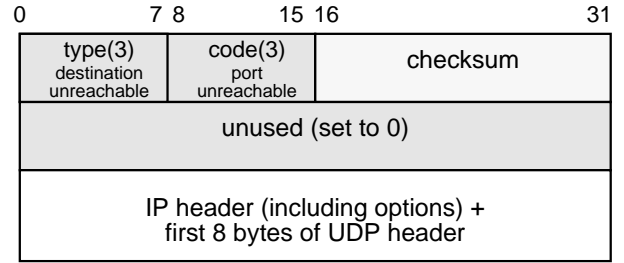 0 7 8 15 16 31
type(3) code(3) checksum
destination port
unreachable unreachable
unused (set to 0)
IP header (including options) +
first 8 bytes of UDP header